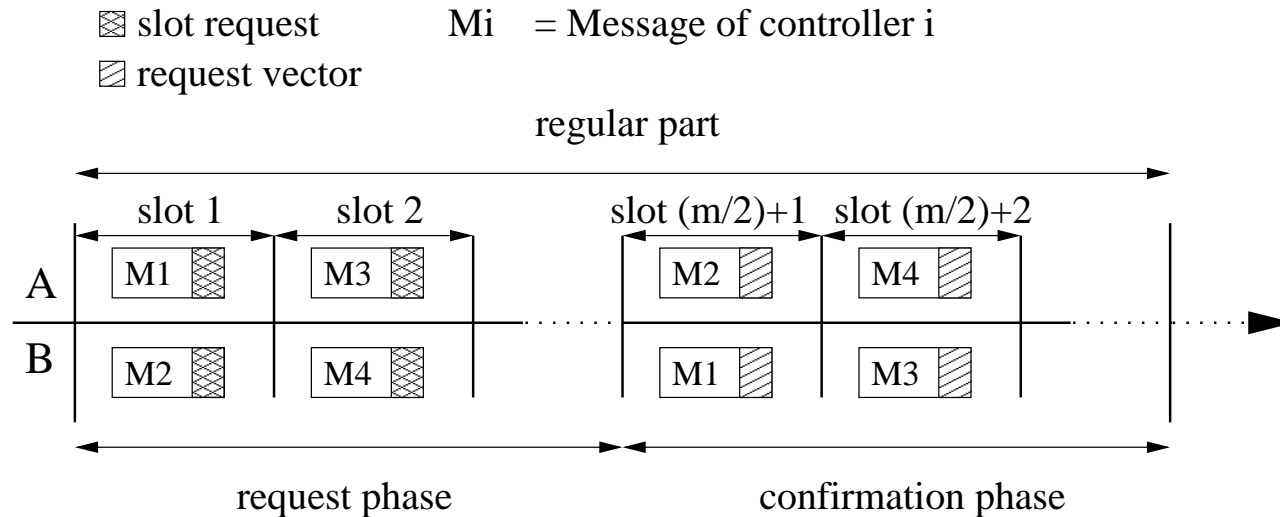 slot request Mi = Message of controller i
request vector
regular part
slot 1 slot 2 slot (m/2)+1 slot (m/2)+2
A M1 M3 M2 M4
B M2 M4 M1 M3
request phase confirmation phase